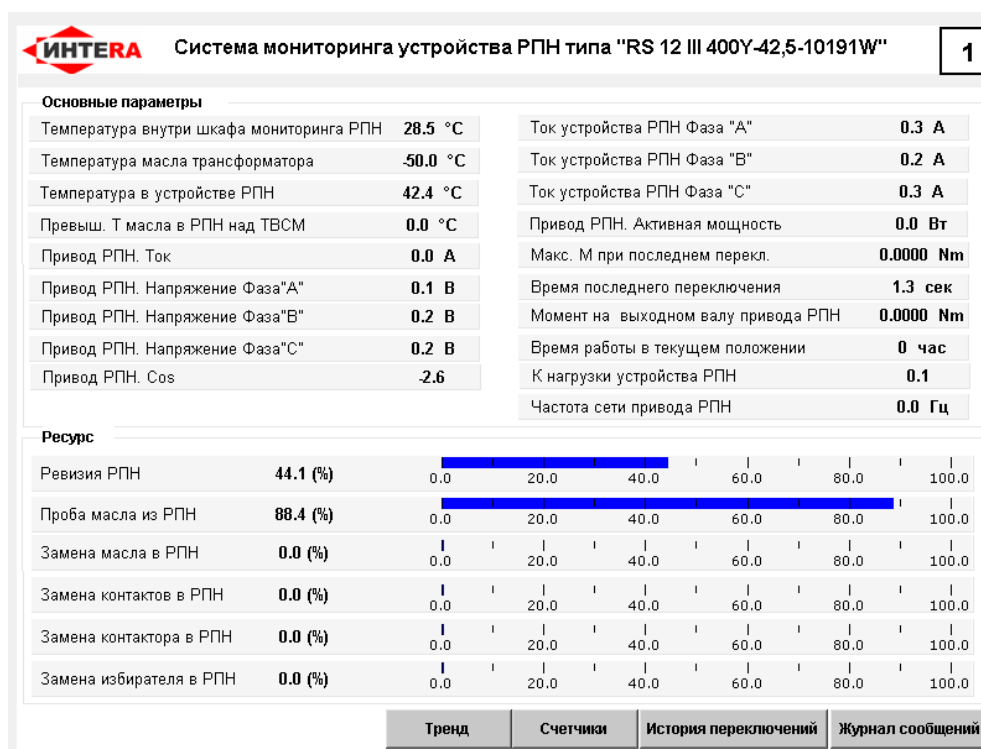 ИНТЕRA
Система мониторинга устройства РПН типа "RS 12 III 400Y-42,5-10191W"
1
Основные параметры
Температура внутри шкафа мониторинга РПН 28.5 °C
Температура масла трансформатора -50.0 °C
Температура в устройстве РПН 42.4 °C
Превыш. Т масла в РПН над ТВСМ 0.0 °C
Привод РПН. Ток 0.0 А
Привод РПН. Напряжение Фаза"А" 0.1 В
Привод РПН. Напряжение Фаза"В" 0.2 В
Привод РПН. Напряжение Фаза"С" 0.2 В
Привод РПН. Cos -2.6
Ток устройства РПН Фаза "А" 0.3 А
Ток устройства РПН Фаза "В" 0.2 А
Ток устройства РПН Фаза "С" 0.3 А
Привод РПН. Активная мощность 0.0 Вт
Макс. М при последнем перекл. 0.0000 Nm
Время последнего переключения 1.3 сек
Момент на выходном валу привода РПН 0.0000 Nm
Время работы в текущем положении 0 час
К нагрузки устройства РПН 0.1
Частота сети привода РПН 0.0 Гц
Ресурс
Ревизия РПН 44.1 (%)
0.0 20.0 40.0 60.0 80.0 100.0
Проба масла из РПН 88.4 (%)
0.0 20.0 40.0 60.0 80.0 100.0
Замена масла в РПН 0.0 (%)
0.0 20.0 40.0 60.0 80.0 100.0
Замена контактов в РПН 0.0 (%)
0.0 20.0 40.0 60.0 80.0 100.0
Замена контактора в РПН 0.0 (%)
0.0 20.0 40.0 60.0 80.0 100.0
Замена избирателя в РПН 0.0 (%)
0.0 20.0 40.0 60.0 80.0 100.0
Тренд Счетчики История переключений Журнал сообщений